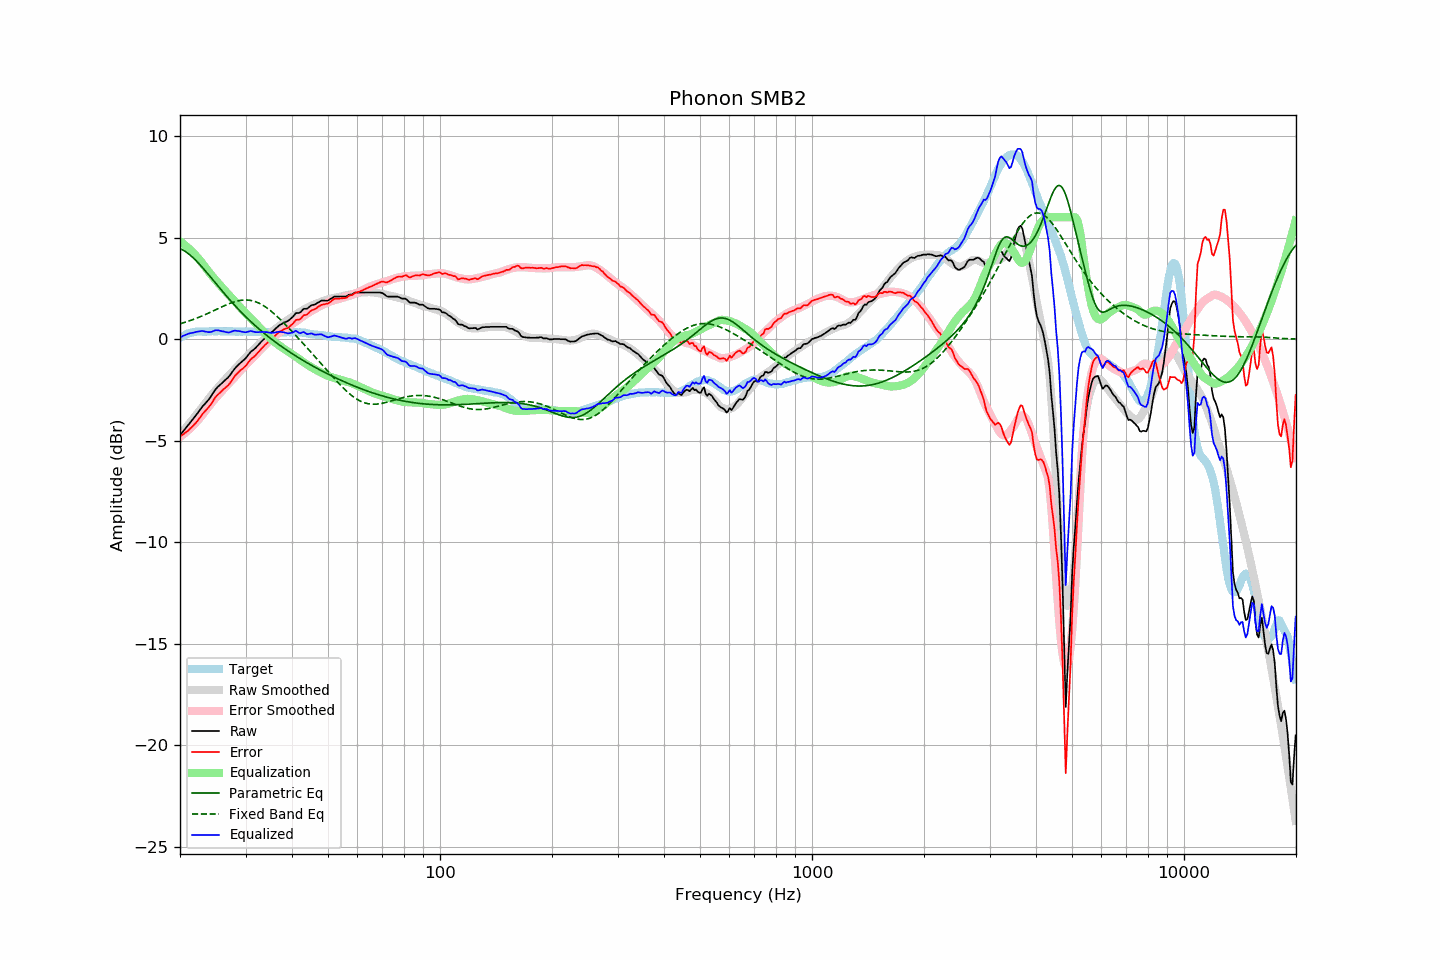 Phonon SMB2
10
5
0
−5
−10
−15
−20
−25
Amplitude (dBr)
Target
Raw Smoothed
Error Smoothed
Raw
Error
Equalization
Parametric Eq
Fixed Band Eq
Equalized
100
1000
10000
Frequency (Hz)